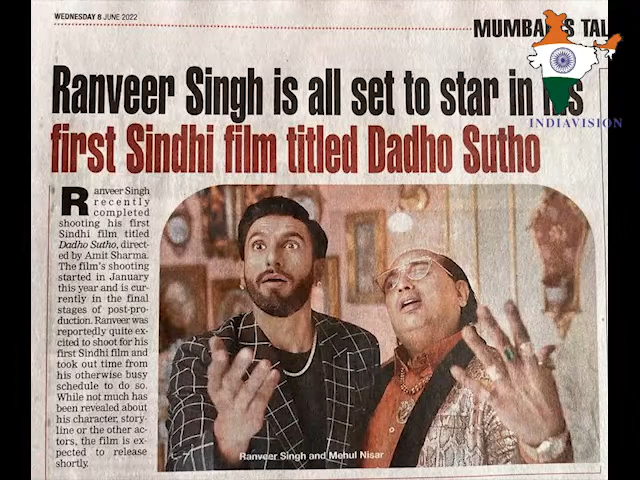 WEDNESDAY 8 JUNE 2022
INDIAVISION
Ranveer Singh is all set to star in
first Sindhi film titled Dadho Sutho
Ranveer Singh
recently
completed
shooting his first
Sindhi film titled
Dadho Sutho, direct-
ed by Amit Sharma.
The film's shooting
started in January
this year and is cur-
rently in the final
stages of post-pro-
duction. Ranveer was
reportedly quite ex-
cited to shoot for his
first Sindhi film and
took out time from
his otherwise busy
schedule to do so.
While not much has
been revealed about
his character, story-
line or the other ac-
tors, the film is ex-
pected to release
shortly.
Ranveer Singh and Mehul Nisar